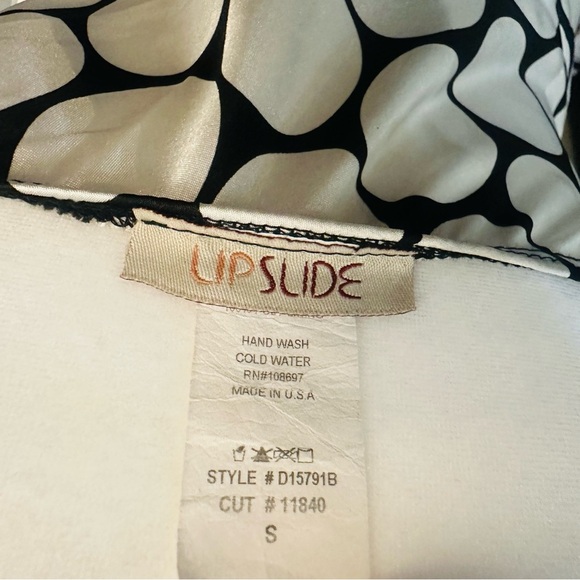 LIPSLIDE
HAND WASH
COLD WATER
RN#108697
MADE IN U.S.A
STYLE # D15791B
CUT # 11840
S